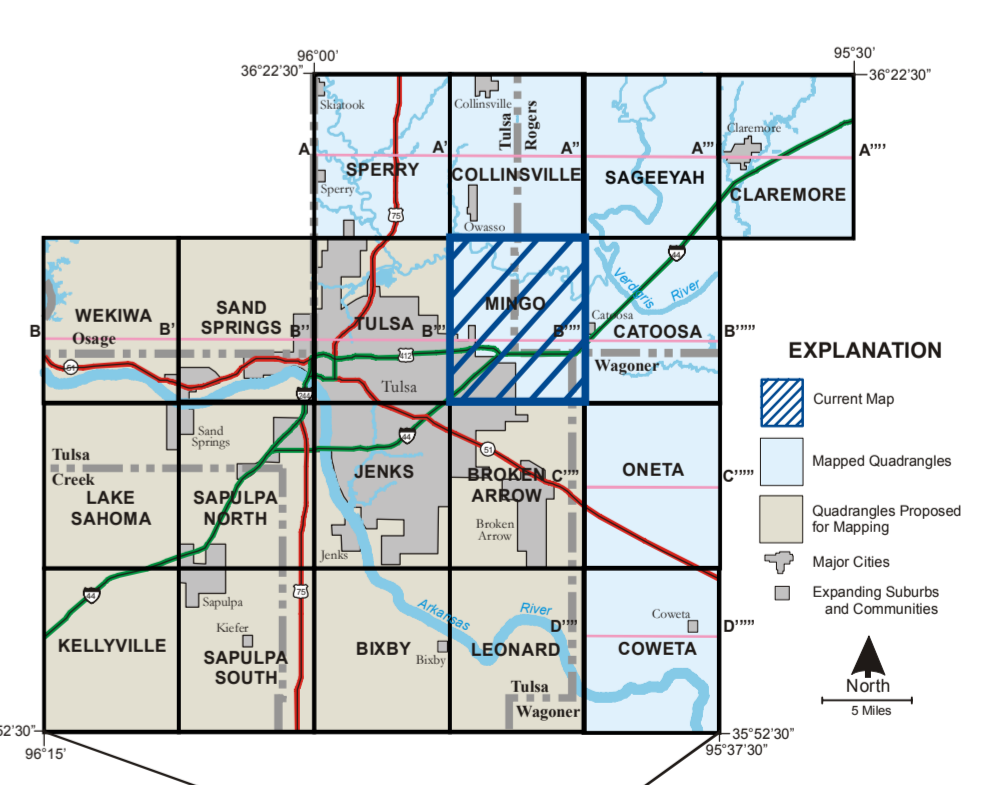 96°00'
95°30'
36°22'30"
36°22'30"
Skiatook
Collinsville
Tulsa
Rogers
Claremore
A
A'
A''
A'''
A''''
SPERRY
COLLINSVILLE
SAGEEYAH
CLAREMORE
Sperry
75
Owasso
44
Verdigris
River
WEKIWA
SAND
SPRINGS
TULSA
MINGO
Catoosa
CATOOSA
B
B'
B''
B'''
B''''
B'''''
Osage
Wagoner
412
51
Tulsa
244
Sand
Springs
44
51
Tulsa
Creek
LAKE
SAHOMA
SAPULPA
NORTH
JENKS
BROKEN
ARROW
C''''
ONETA
C'''''
Broken
Arrow
Jenks
44
Sapulpa
75
Arkansas
River
Coweta
Kiefer
D''''
D'''''
KELLYVILLE
SAPULPA
SOUTH
BIXBY
Bixby
LEONARD
COWETA
Tulsa
Wagoner
52'30"
96°15'
35°52'30"
95°37'30"
EXPLANATION
Current Map
Mapped Quadrangles
Quadrangles Proposed
for Mapping
Major Cities
Expanding Suburbs
and Communities
North
5 Miles